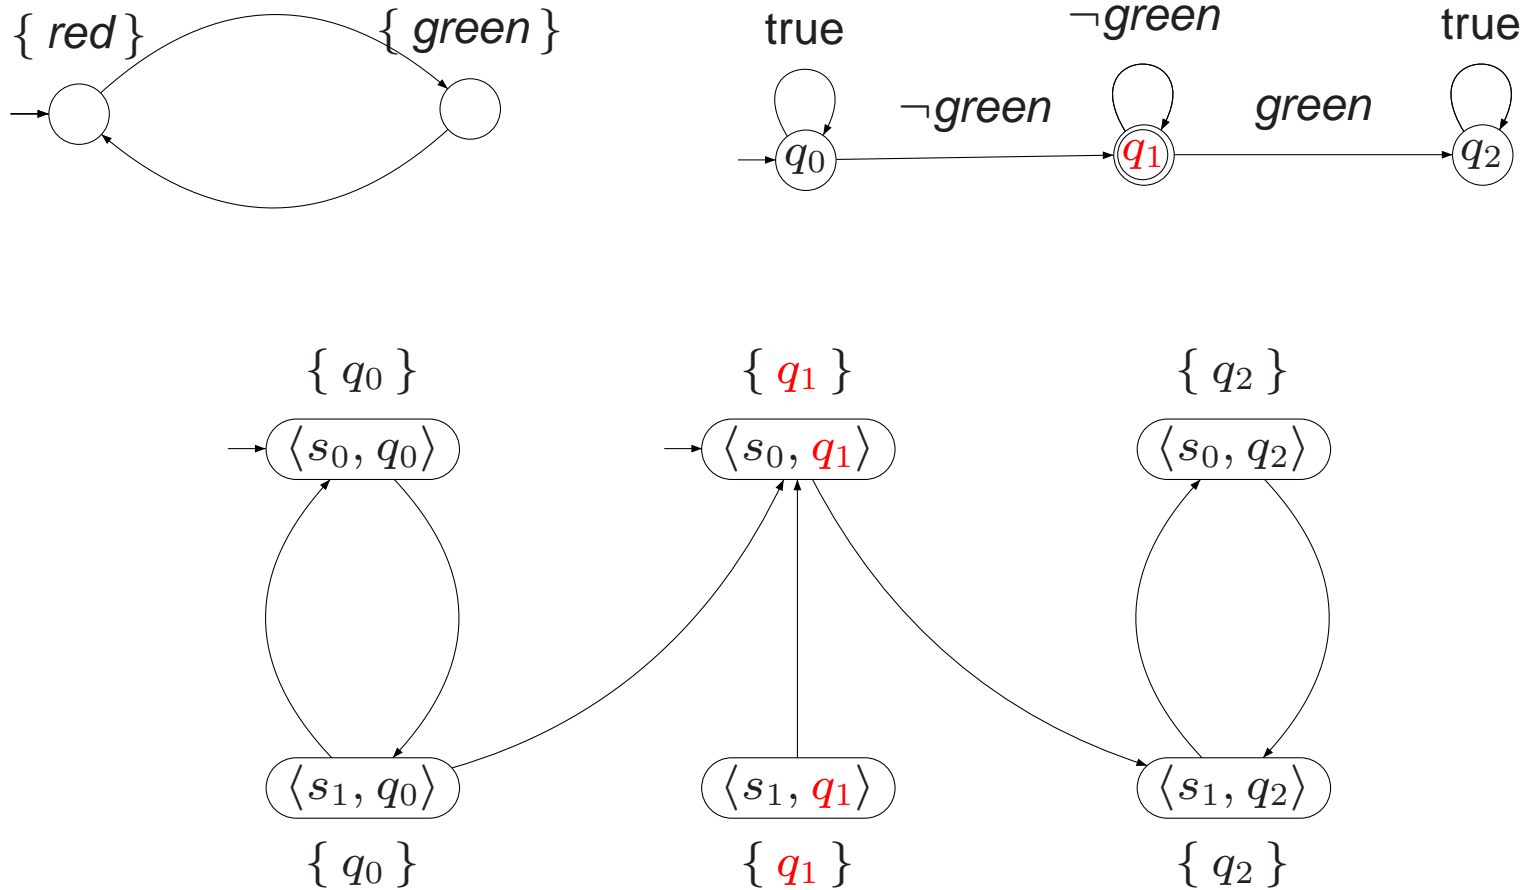 { red } { green } true ¬green true
¬green green
q₀ q₁ q₂
{ q₀ } { q₁ } { q₂ }
⟨s₀, q₀⟩ ⟨s₀, q₁⟩ ⟨s₀, q₂⟩
⟨s₁, q₀⟩ ⟨s₁, q₁⟩ ⟨s₁, q₂⟩
{ q₀ } { q₁ } { q₂ }